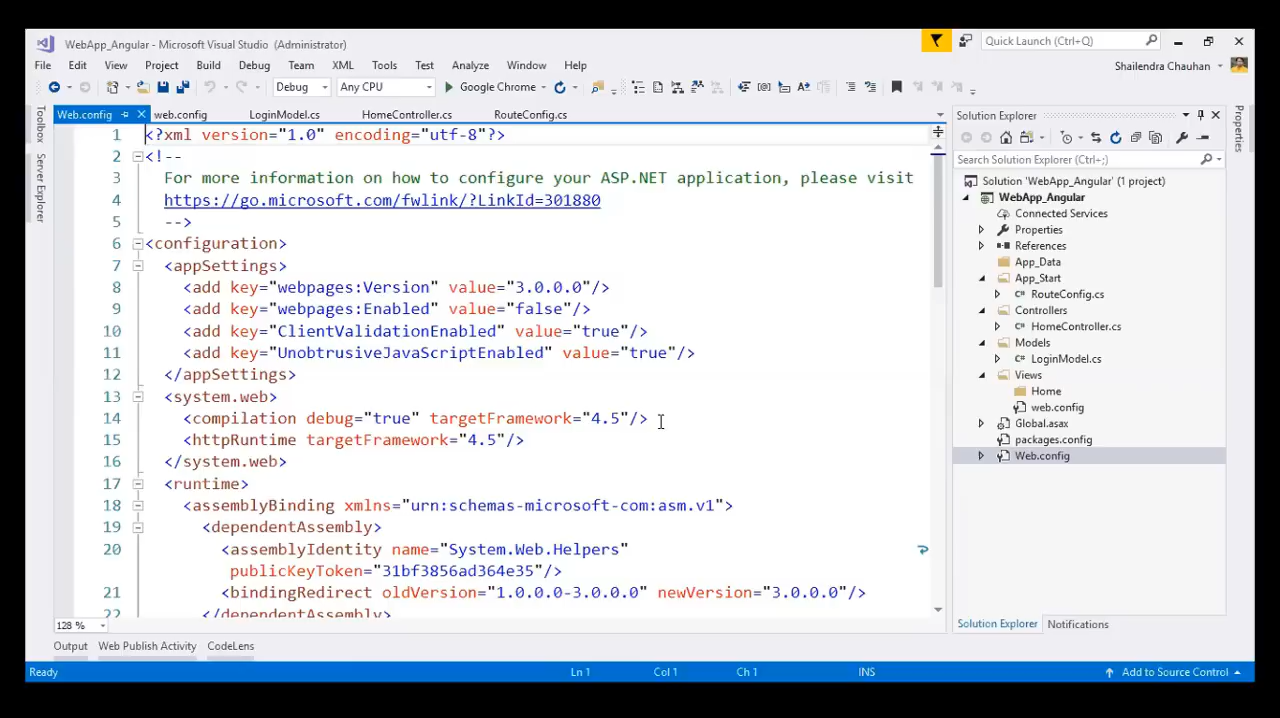 WebApp_Angular - Microsoft Visual Studio (Administrator)
Quick Launch (Ctrl+Q)
File Edit View Project Build Debug Team XML Tools Test Analyze Window Help
Shailendra Chauhan
Debug Any CPU Google Chrome
Web.config web.config LoginModel.cs HomeController.cs RouteConfig.cs
Toolbox
Server Explorer
1 <?xml version="1.0" encoding="utf-8"?>
2 <!--
3 For more information on how to configure your ASP.NET application, please visit
4 https://go.microsoft.com/fwlink/?LinkId=301880
5 -->
6 <configuration>
7 <appSettings>
8 <add key="webpages:Version" value="3.0.0.0"/>
9 <add key="webpages:Enabled" value="false"/>
10 <add key="ClientValidationEnabled" value="true"/>
11 <add key="UnobtrusiveJavaScriptEnabled" value="true"/>
12 </appSettings>
13 <system.web>
14 <compilation debug="true" targetFramework="4.5"/>
15 <httpRuntime targetFramework="4.5"/>
16 </system.web>
17 <runtime>
18 <assemblyBinding xmlns="urn:schemas-microsoft-com:asm.v1">
19 <dependentAssembly>
20 <assemblyIdentity name="System.Web.Helpers"
publicKeyToken="31bf3856ad364e35"/>
21 <bindingRedirect oldVersion="1.0.0.0-3.0.0.0" newVersion="3.0.0.0"/>
22 </dependentAssembly>
128 %
Solution Explorer
Search Solution Explorer (Ctrl+;)
Solution 'WebApp_Angular' (1 project)
WebApp_Angular
Connected Services
Properties
References
App_Data
App_Start
RouteConfig.cs
Controllers
HomeController.cs
Models
LoginModel.cs
Views
Home
web.config
Global.asax
packages.config
Web.config
Solution Explorer Notifications
Properties
Output Web Publish Activity CodeLens
Ready Ln 1 Col 1 Ch 1 INS Add to Source Control